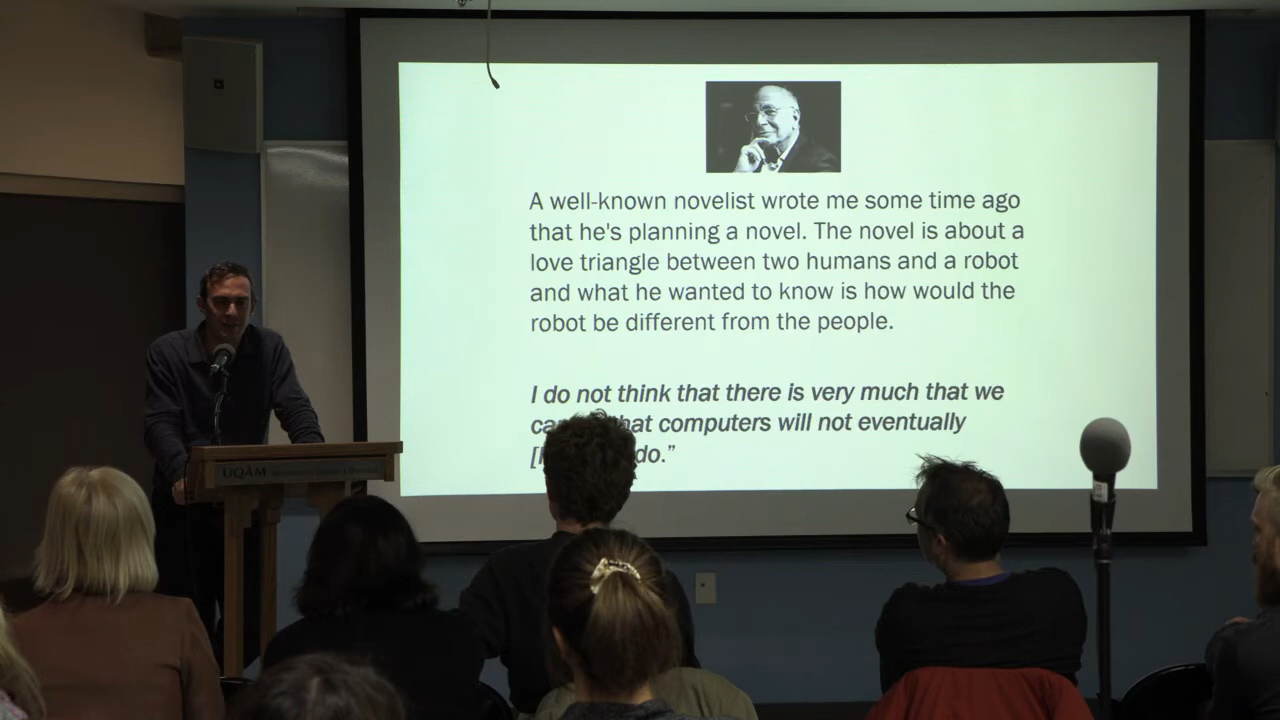 A well-known novelist wrote me some time ago
that he's planning a novel. The novel is about a
love triangle between two humans and a robot
and what he wanted to know is how would the
robot be different from the people.
I do not think that there is very much that we
that computers will not eventually
do."
UQÀM